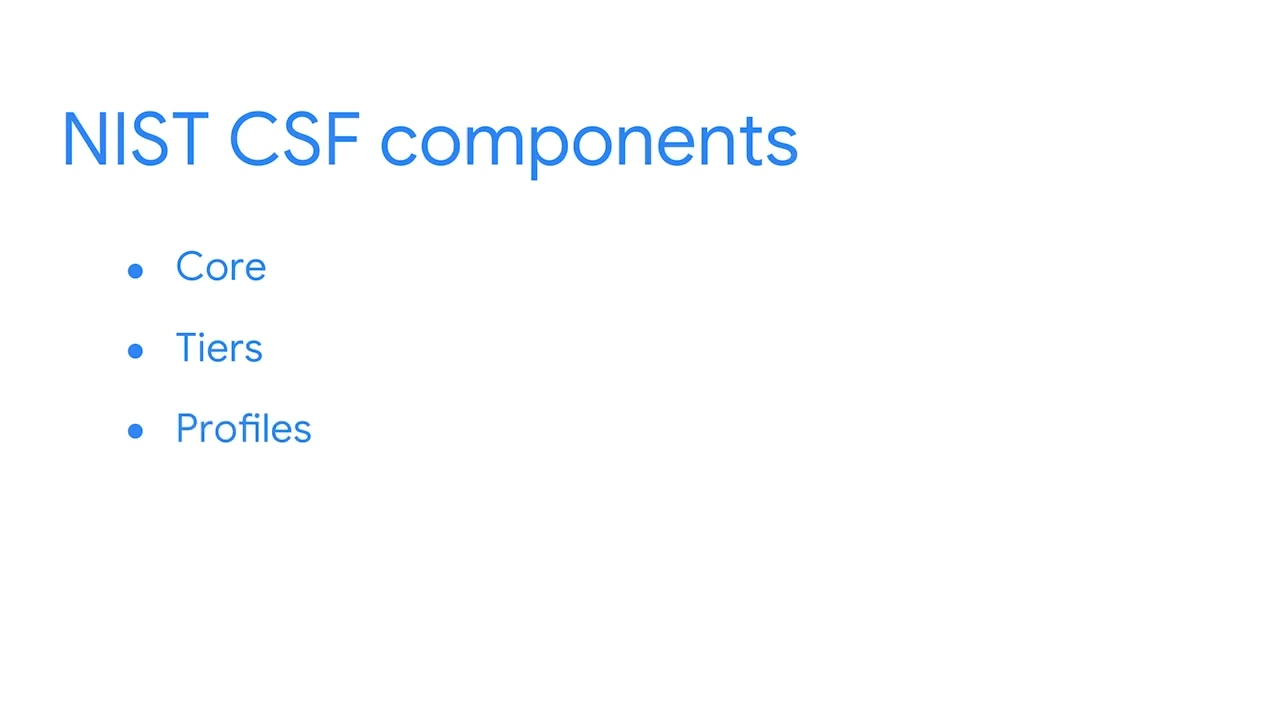 NIST CSF components
● Core
● Tiers
● Profiles